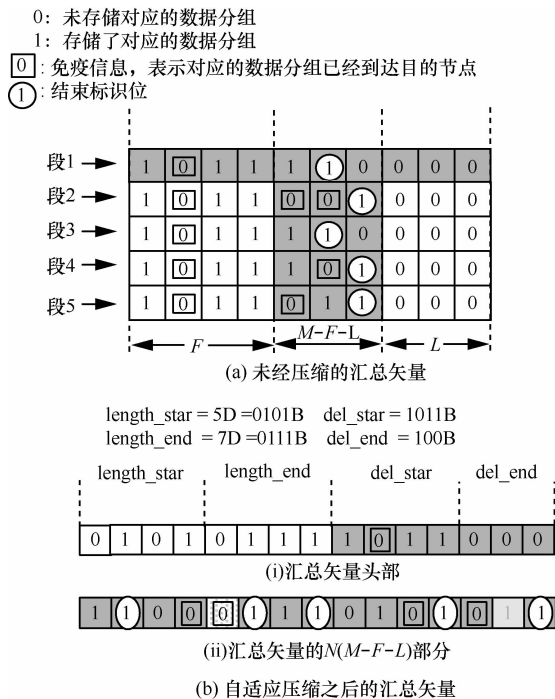 0：未存储对应的数据分组
1：存储了对应的数据分组
0：免疫信息，表示对应的数据分组已经到达目的节点
1：结束标识位
段1 1 0 1 1 1 1 0 0 0 0
段2 1 0 1 1 0 0 1 0 0 0
段3 1 0 1 1 1 1 0 0 0 0
段4 1 0 1 1 1 0 1 0 0 0
段5 1 0 1 1 0 1 1 0 0 0
F M-F-L L
(a) 未经压缩的汇总矢量
length_star = 5D =0101B del_star = 1011B
length_end = 7D =0111B del_end = 100B
length_star length_end del_star del_end
0 1 0 1 0 1 1 1 1 0 1 1 0 0 0
(i)汇总矢量头部
1 1 0 0 0 1 1 1 0 1 0 1 0 1 1
(ii)汇总矢量的N(M-F-L)部分
(b) 自适应压缩之后的汇总矢量